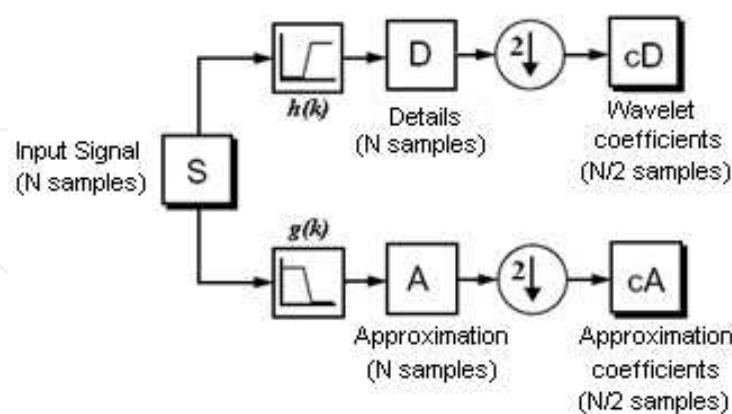 h(k)
D
2
cD
Details
(N samples)
Wavelet
coefficients
(N/2 samples)
Input Signal
(N samples)
S
g(k)
A
2
cA
Approximation
(N samples)
Approximation
coefficients
(N/2 samples)